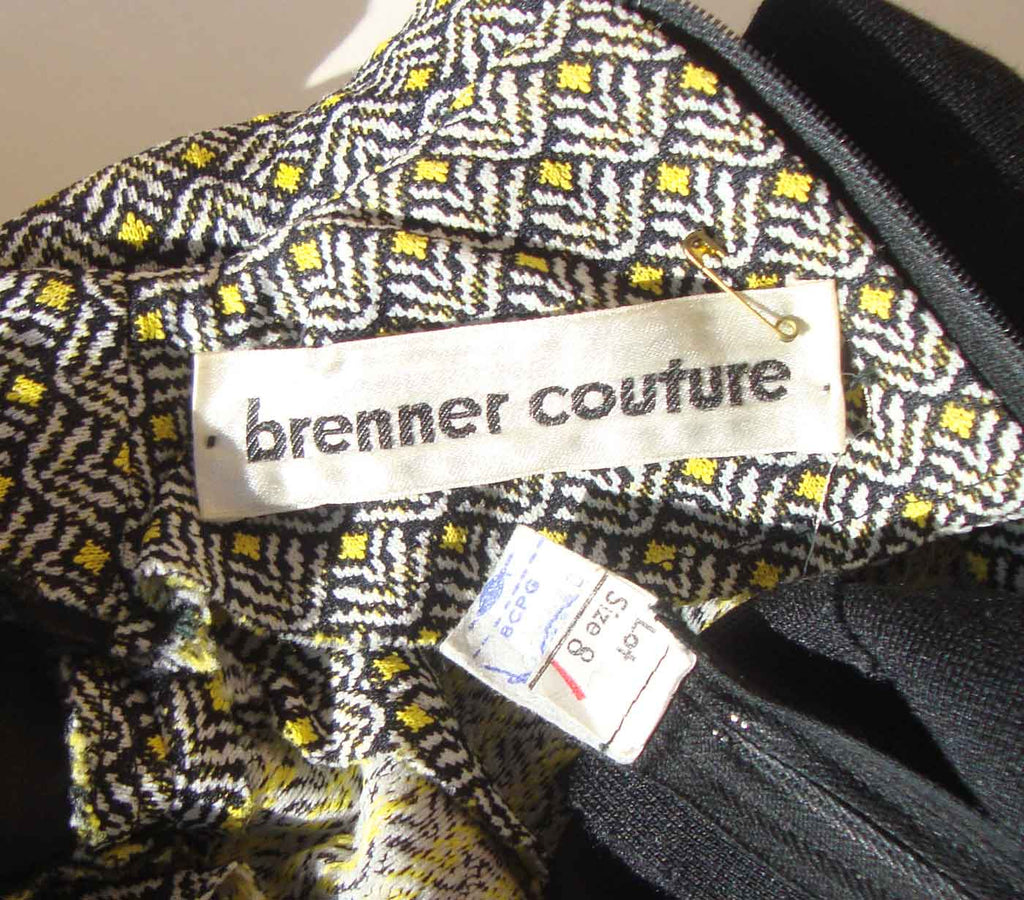 brenner couture
BCPG
Lot
Size 8